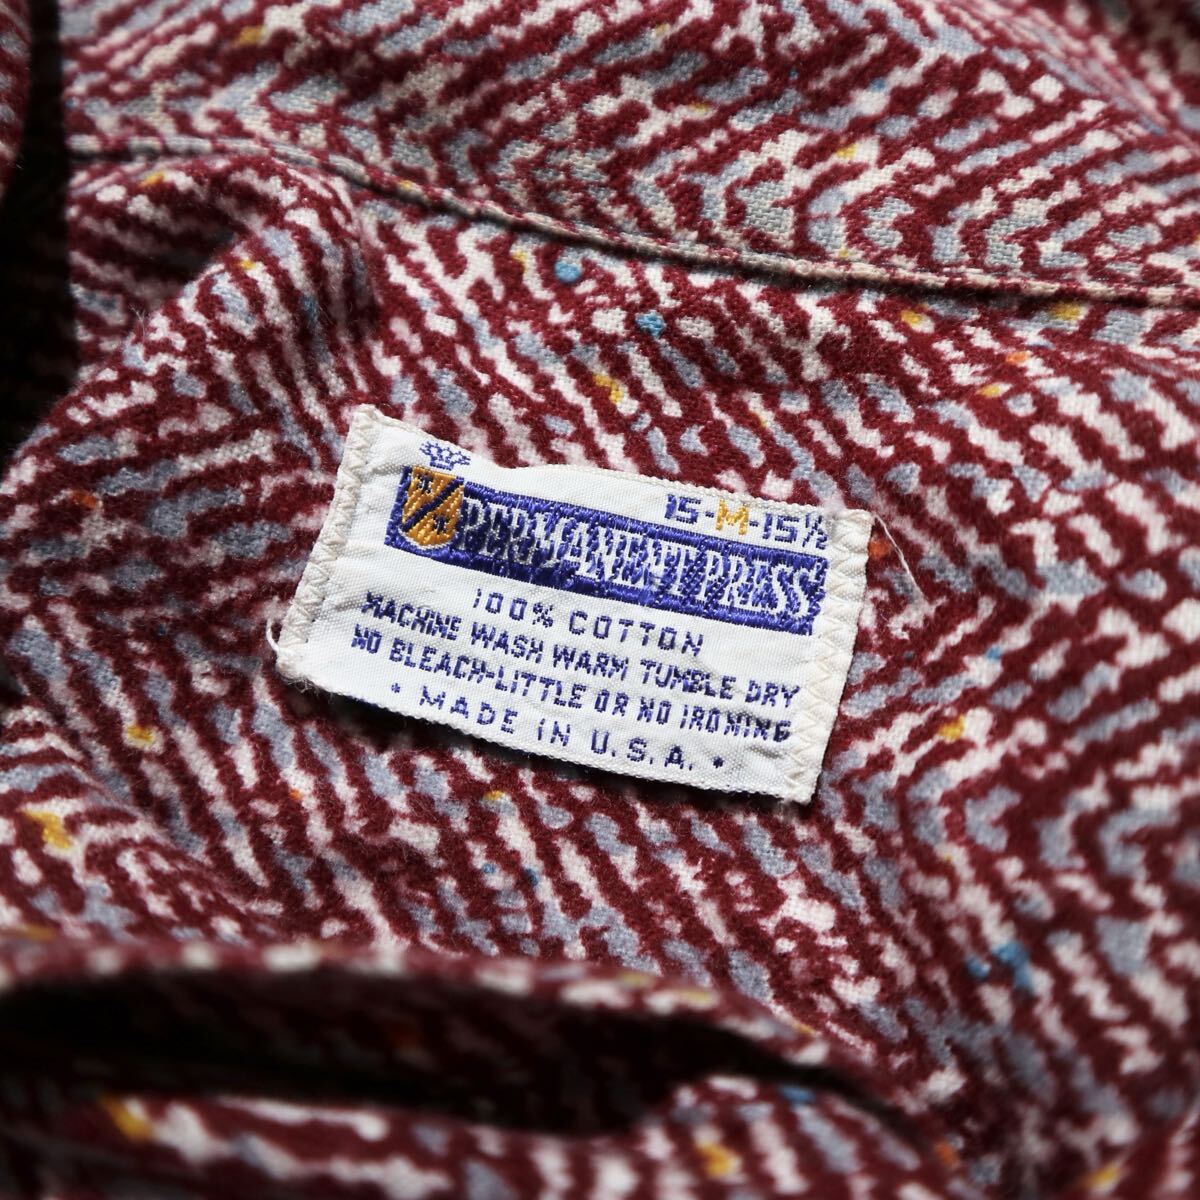 15-M-15½
PERMANENT PRESS
100% COTTON
MACHINE WASH WARM TUMBLE DRY
NO BLEACH-LITTLE OR NO IRONING
• MADE IN U.S.A. •